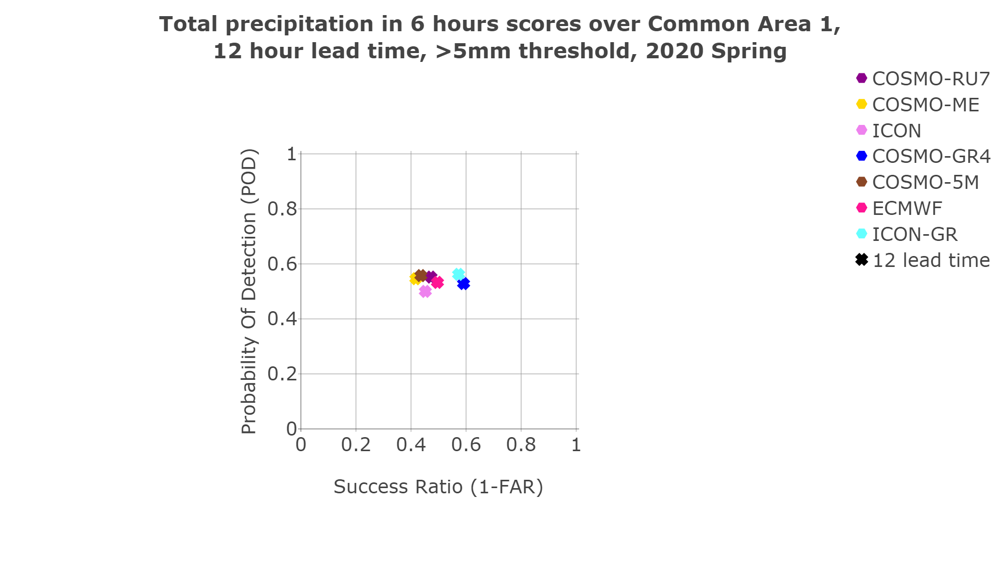 Total precipitation in 6 hours scores over Common Area 1,
12 hour lead time, >5mm threshold, 2020 Spring
COSMO-RU7
COSMO-ME
ICON
COSMO-GR4
COSMO-5M
ECMWF
ICON-GR
12 lead time
Probability Of Detection (POD)
1
0.8
0.6
0.4
0.2
0
0 0.2 0.4 0.6 0.8 1
Success Ratio (1-FAR)